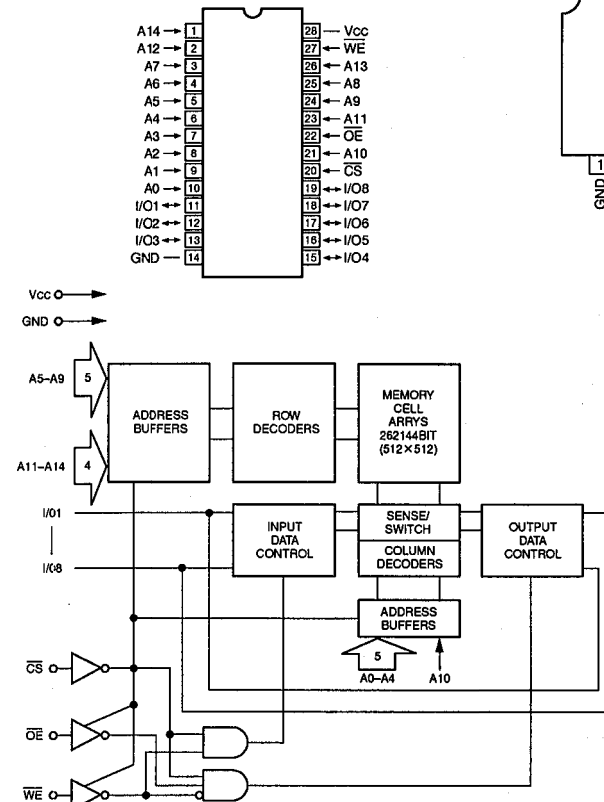 A14 1 28 Vcc
A12 2 27 WE
A7 3 26 A13
A6 4 25 A8
A5 5 24 A9
A4 6 23 A11
A3 7 22 OE
A2 8 21 A10
A1 9 20 CS
A0 10 19 I/O8
I/O1 11 18 I/O7
I/O2 12 17 I/O6
I/O3 13 16 I/O5
GND 14 15 I/O4
1
GND
Vcc
GND
A5–A9
5
A11–A14
4
ADDRESS
BUFFERS
ROW
DECODERS
MEMORY
CELL
ARRYS
262144BIT
(512×512)
I/01
I/08
INPUT
DATA
CONTROL
SENSE/
SWITCH
COLUMN
DECODERS
OUTPUT
DATA
CONTROL
ADDRESS
BUFFERS
5
A0–A4
A10
CS
OE
WE